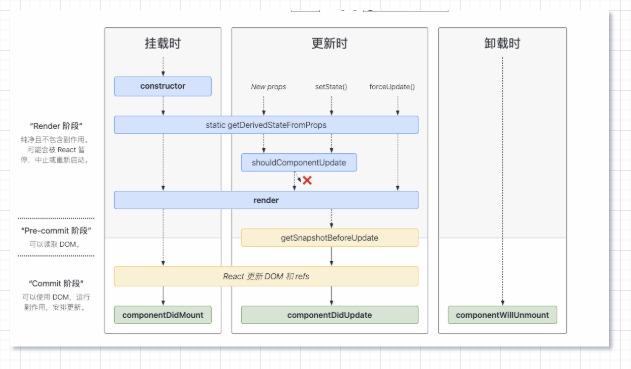 挂载时
更新时
卸载时
constructor
New props
setState()
forceUpdate()
"Render 阶段"
纯净且不包含副作用。
可能会被 React 暂
停，中止或重新启动。
static getDerivedStateFromProps
shouldComponentUpdate
render
"Pre-commit 阶段"
可以读取 DOM。
getSnapshotBeforeUpdate
React 更新 DOM 和 refs
"Commit 阶段"
可以使用 DOM，运行
副作用，安排更新。
componentDidMount
componentDidUpdate
componentWillUnmount